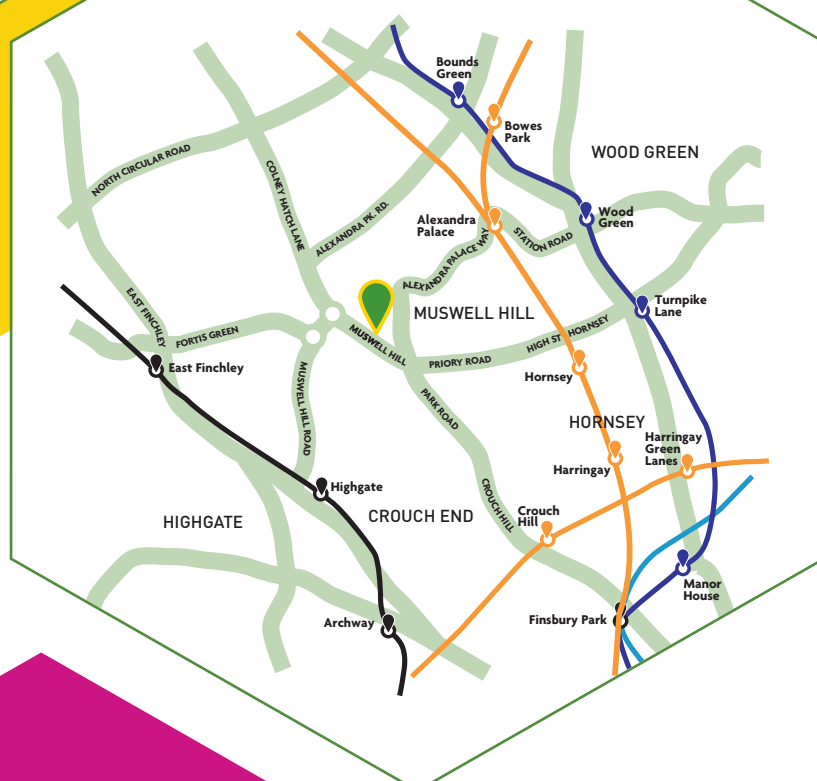 Bounds
Green
Bowes
Park
WOOD GREEN
NORTH CIRCULAR ROAD
COLNEY HATCH LANE
ALEXANDRA PK. RD.
Alexandra
Palace
Wood
Green
STATION ROAD
ALEXANDRA PALACE WAY
EAST FINCHLEY
FORTIS GREEN
MUSWELL HILL
MUSWELL HILL
Turnpike
Lane
HIGH ST HORNSEY
PRIORY ROAD
East Finchley
Hornsey
MUSWELL HILL ROAD
PARK ROAD
HORNSEY
Harringay
Green
Lanes
Harringay
Highgate
CROUCH HILL
Crouch
Hill
HIGHGATE
CROUCH END
Manor
House
Archway
Finsbury Park